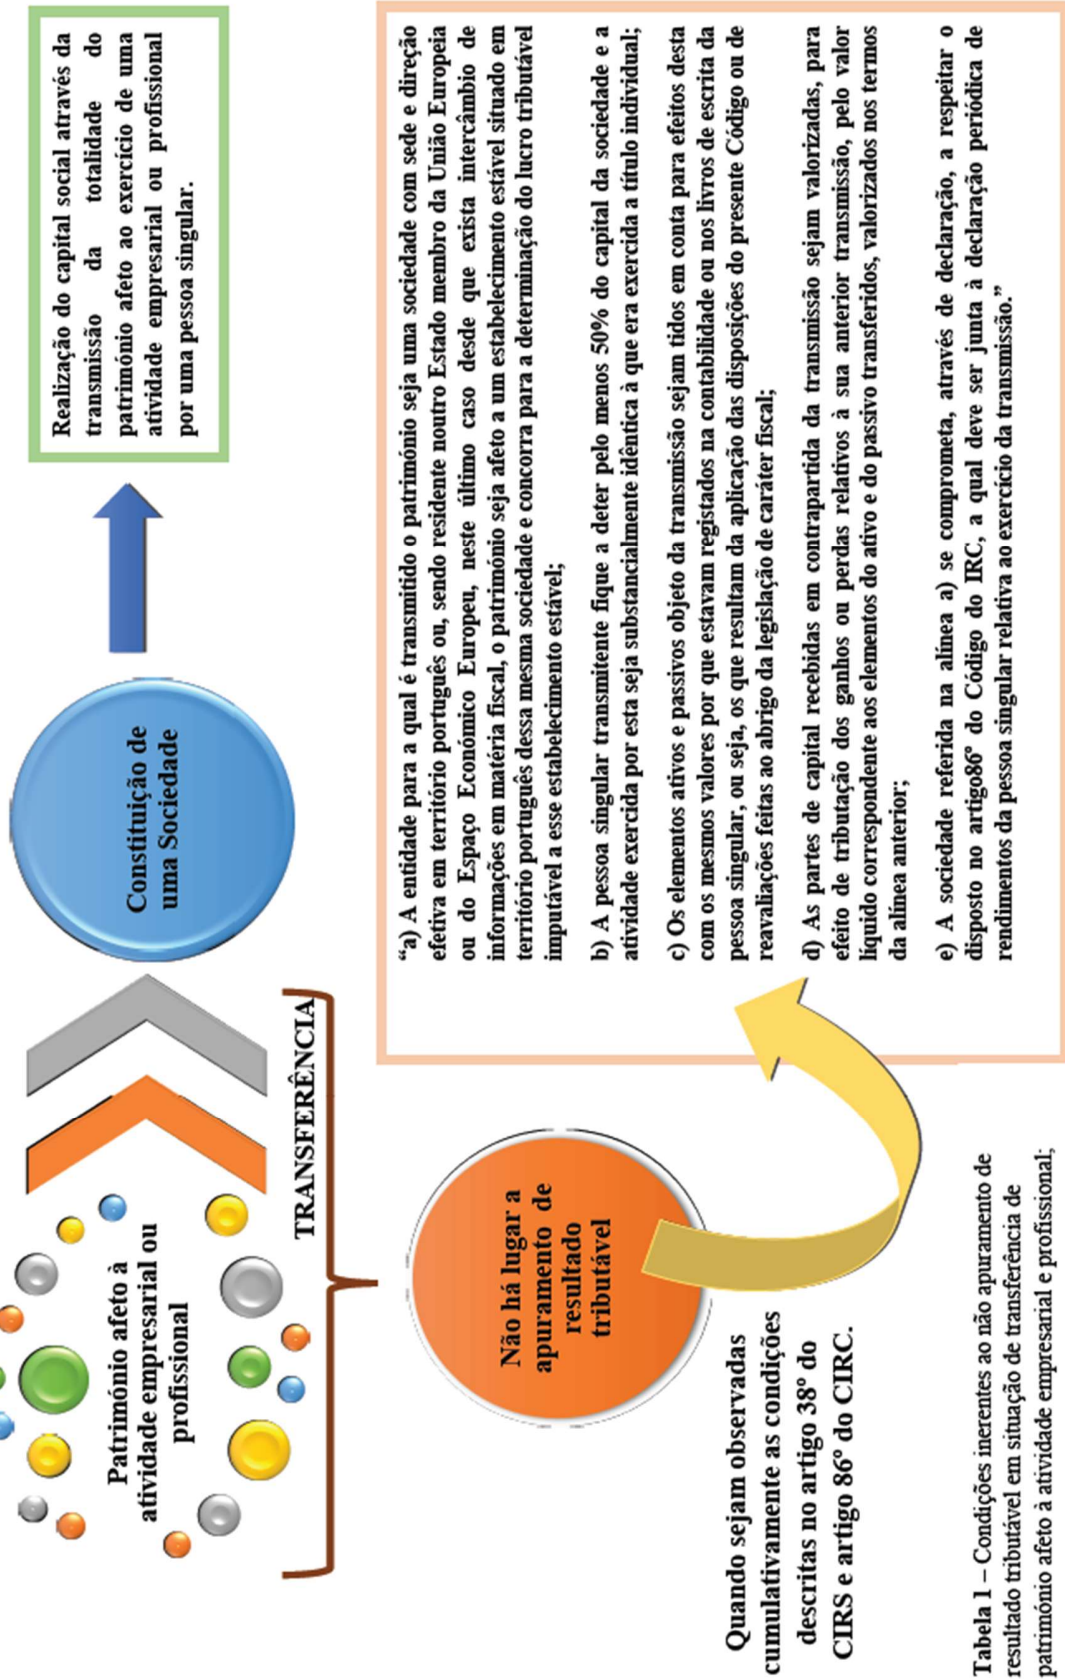 Património afeto à
atividade empresarial ou
profissional
TRANSFERÊNCIA
Constituição de
uma Sociedade
Realização do capital social através da
transmissão da totalidade do
património afeto ao exercício de uma
atividade empresarial ou profissional
por uma pessoa singular.
Não há lugar a
apuramento de
resultado
tributável
Quando sejam observadas
cumulativamente as condições
descritas no artigo 38º do
CIRS e artigo 86º do CIRC.
“a) A entidade para a qual é transmitido o património seja uma sociedade com sede e direção
efetiva em território português ou, sendo residente noutro Estado membro da União Europeia
ou do Espaço Económico Europeu, neste último caso desde que exista intercâmbio de
informações em matéria fiscal, o património seja afeto a um estabelecimento estável situado em
território português dessa mesma sociedade e concorra para a determinação do lucro tributável
imputável a esse estabelecimento estável;
b) A pessoa singular transmitente fique a deter pelo menos 50% do capital da sociedade e a
atividade exercida por esta seja substancialmente idêntica à que era exercida a título individual;
c) Os elementos ativos e passivos objeto da transmissão sejam tidos em conta para efeitos desta
com os mesmos valores por que estavam registados na contabilidade ou nos livros de escrita da
pessoa singular, ou seja, os que resultam da aplicação das disposições do presente Código ou de
reavaliações feitas ao abrigo da legislação de caráter fiscal;
d) As partes de capital recebidas em contrapartida da transmissão sejam valorizadas, para
efeito de tributação dos ganhos ou perdas relativos à sua anterior transmissão, pelo valor
líquido correspondente aos elementos do ativo e do passivo transferidos, valorizados nos termos
da alínea anterior;
e) A sociedade referida na alínea a) se comprometa, através de declaração, a respeitar o
disposto no artigo86º do Código do IRC, a qual deve ser junta à declaração periódica de
rendimentos da pessoa singular relativa ao exercício da transmissão.”
Tabela 1 – Condições inerentes ao não apuramento de
resultado tributável em situação de transferência de
património afeto à atividade empresarial e profissional;